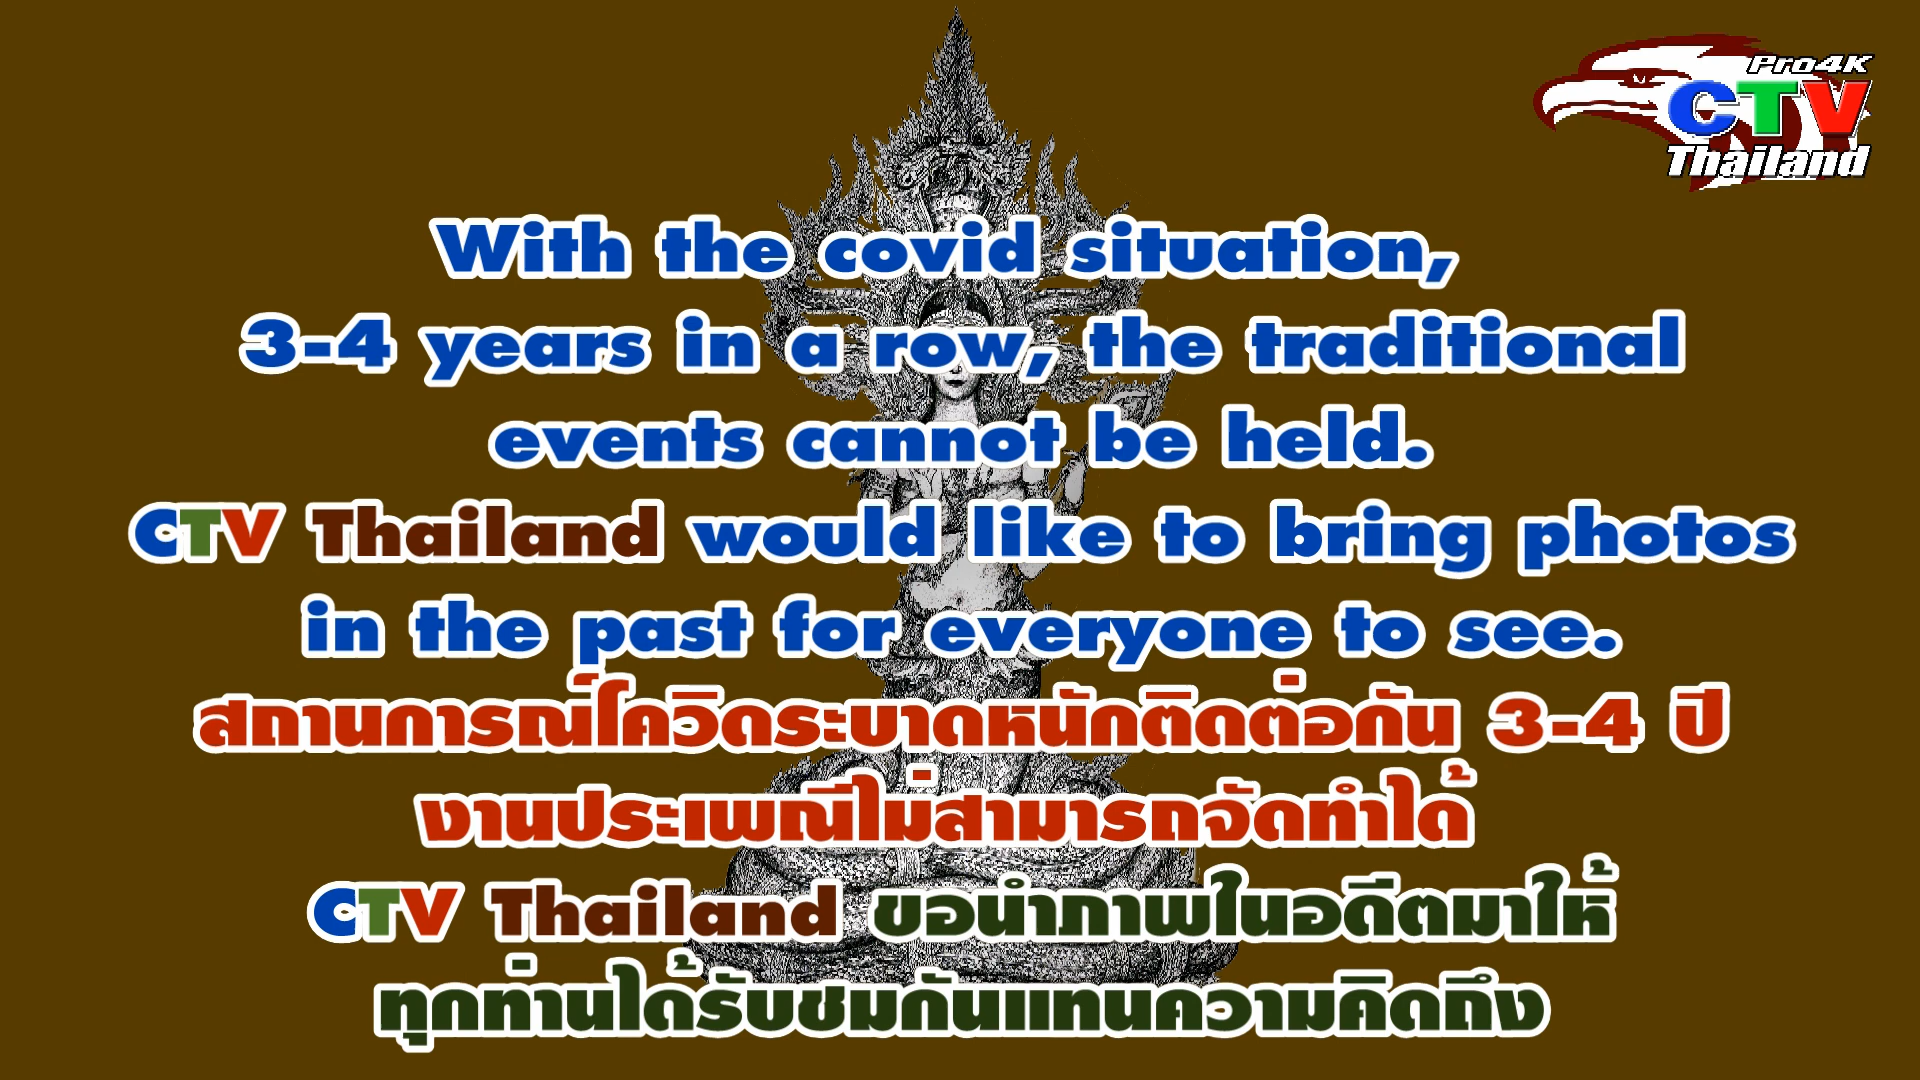 Pro4K
CTV
Thailand
With the covid situation,
3-4 years in a row, the traditional
events cannot be held.
CTV Thailand would like to bring photos
in the past for everyone to see.
สถานการณ์โควิดระบาดหนักติดต่อกัน 3-4 ปี
งานประเพณีไม่สามารถจัดทำได้
CTV Thailand ขอนำภาพในอดีตมาให้
ทุกท่านได้รับชมกันแทนความคิดถึง